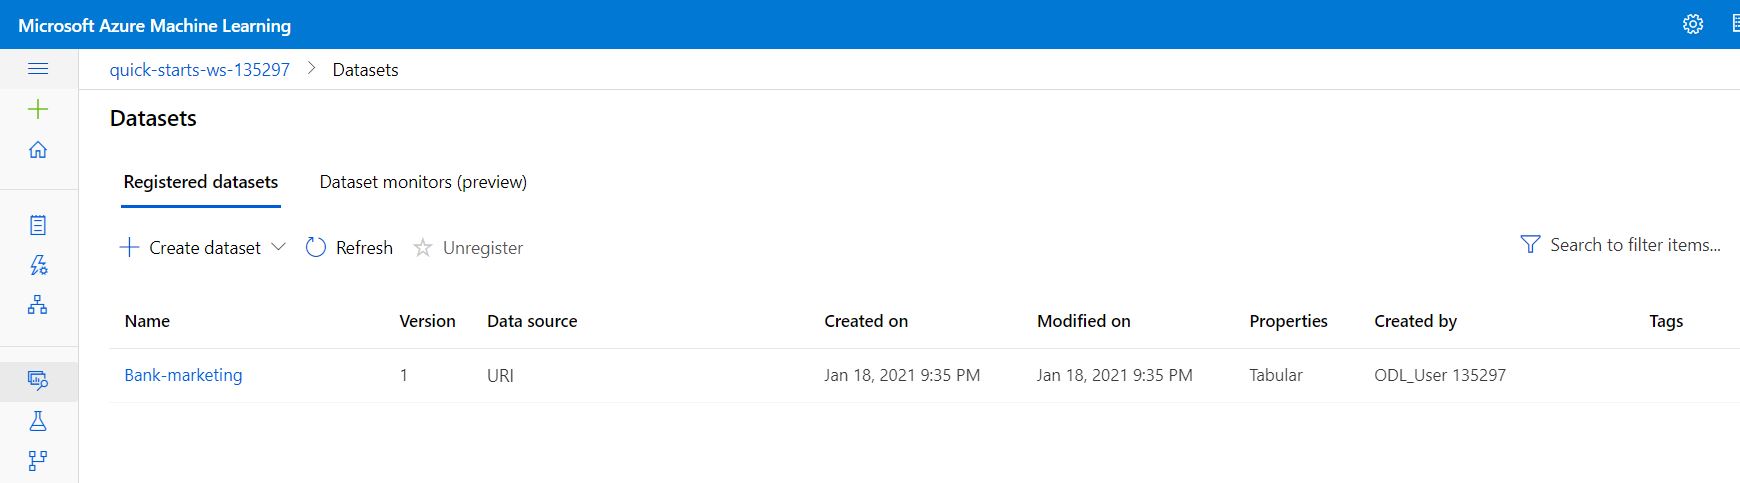 Microsoft Azure Machine Learning
quick-starts-ws-135297 > Datasets
Datasets
Registered datasets Dataset monitors (preview)
Create dataset Refresh Unregister Search to filter items...
Name Version Data source Created on Modified on Properties Created by Tags
Bank-marketing 1 URI Jan 18, 2021 9:35 PM Jan 18, 2021 9:35 PM Tabular ODL_User 135297